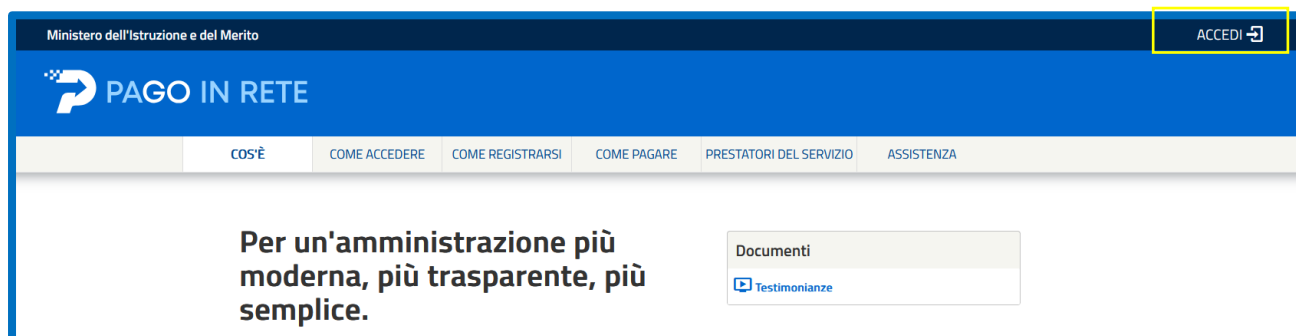 Ministero dell'Istruzione e del Merito
ACCEDI
PAGO IN RETE
COS'È COME ACCEDERE COME REGISTRARSI COME PAGARE PRESTATORI DEL SERVIZIO ASSISTENZA
Per un'amministrazione più
moderna, più trasparente, più
semplice.
Documenti
Testimonianze